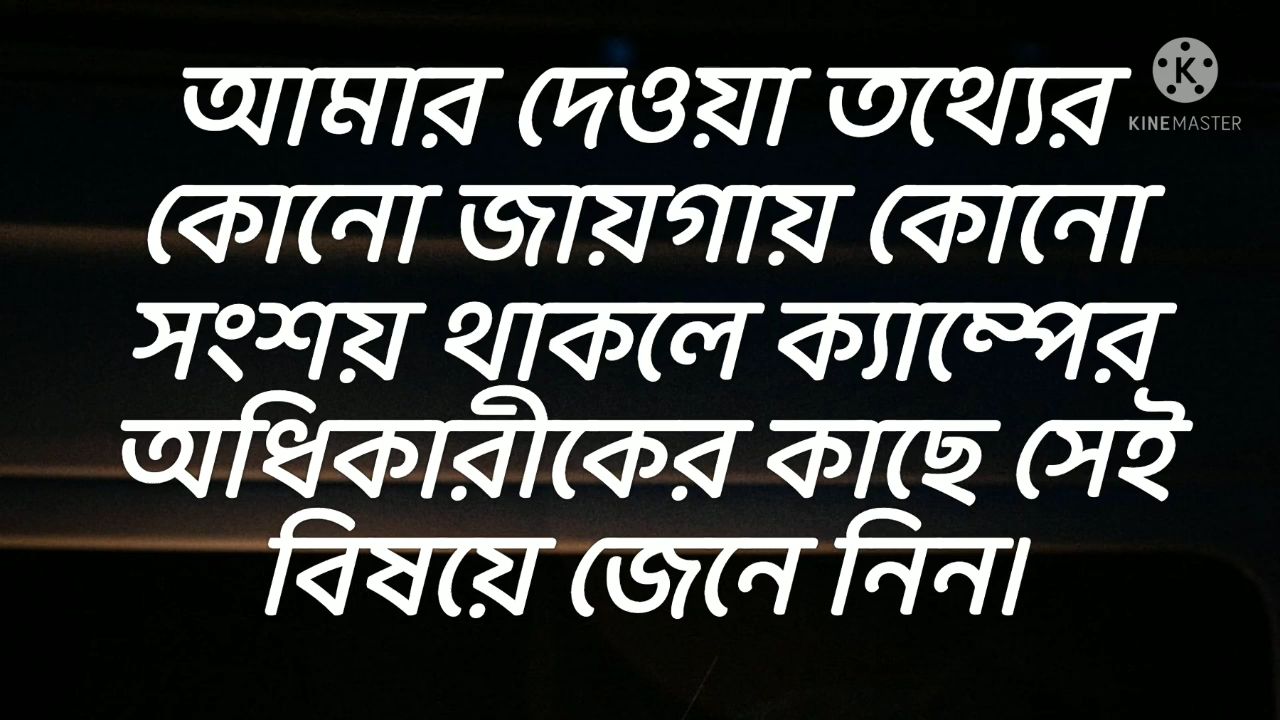 আমার দেওয়া তথ্যের
কোনো জায়গায় কোনো
সংশয় থাকলে ক্যাম্পের
অধিকারীকের কাছে সেই
বিষয়ে জেনে নিন।
K
KINEMASTER